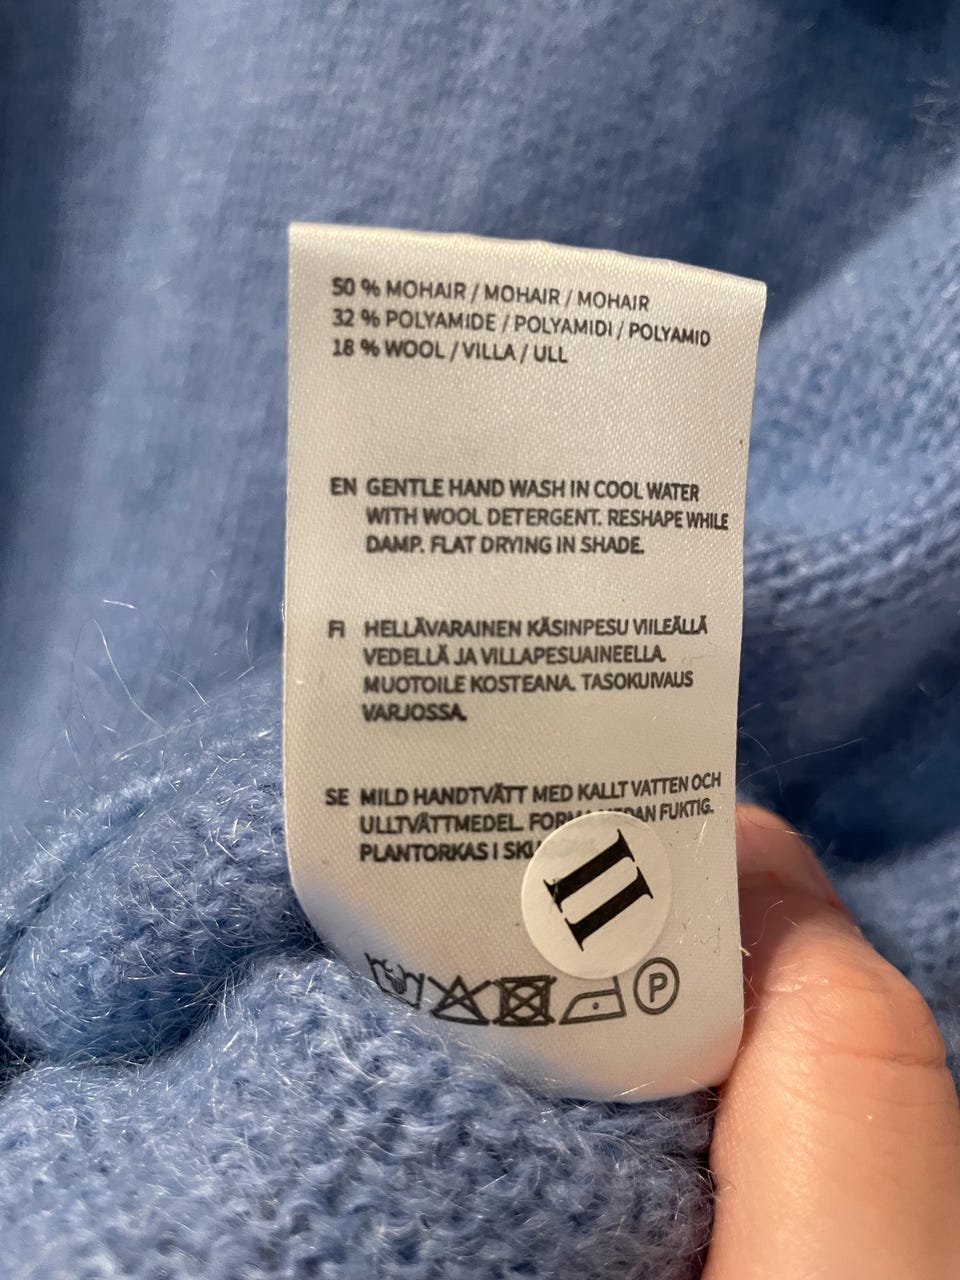 50 % MOHAIR / MOHAIR / MOHAIR
32 % POLYAMIDE / POLYAMIDI / POLYAMID
18 % WOOL / VILLA / ULL
EN GENTLE HAND WASH IN COOL WATER
WITH WOOL DETERGENT. RESHAPE WHILE
DAMP. FLAT DRYING IN SHADE.
FI HELLÄVARAINEN KÄSINPESU VIILEÄLLÄ
VEDELLÄ JA VILLAPESUAINEELLA.
MUOTOILE KOSTEANA. TASOKUIVAUS
VARJOSSA.
SE MILD HANDTVÄTT MED KALLT VATTEN OCH
ULLTVÄTTMEDEL. FUKTIG.
PLANTORKAS I
II
P